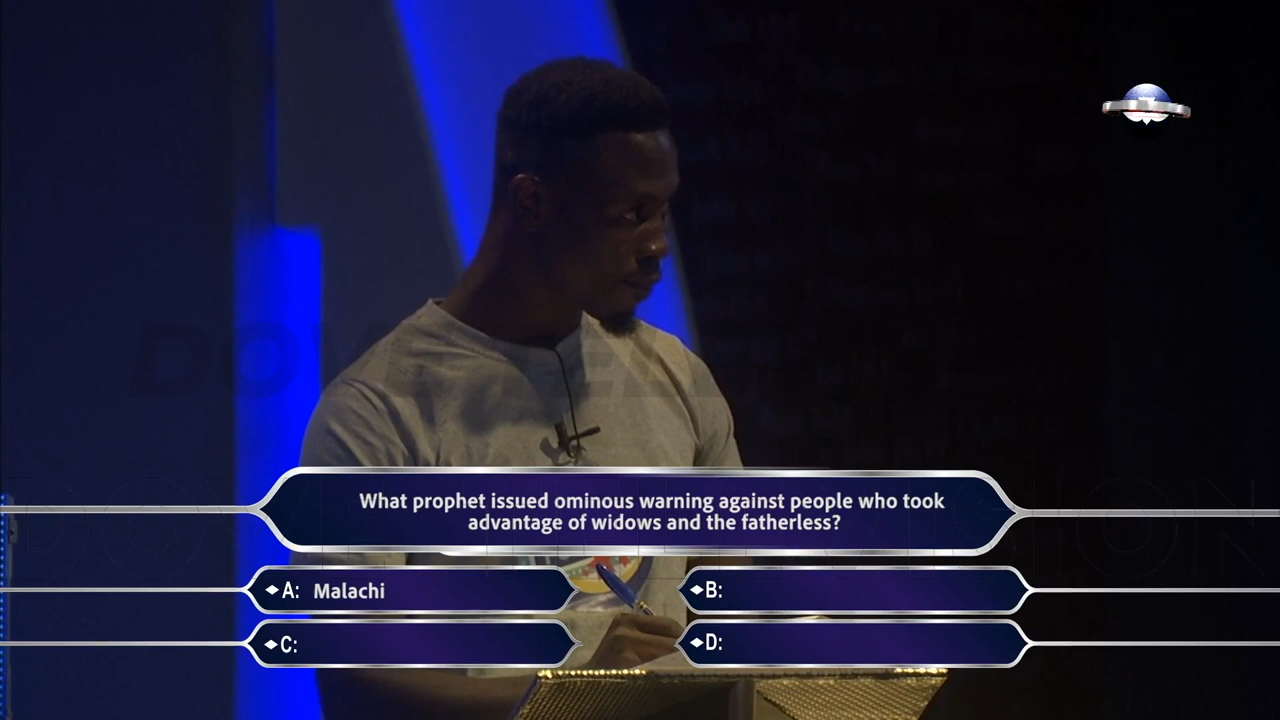 What prophet issued ominous warning against people who took
advantage of widows and the fatherless?
A: Malachi
B:
C:
D: